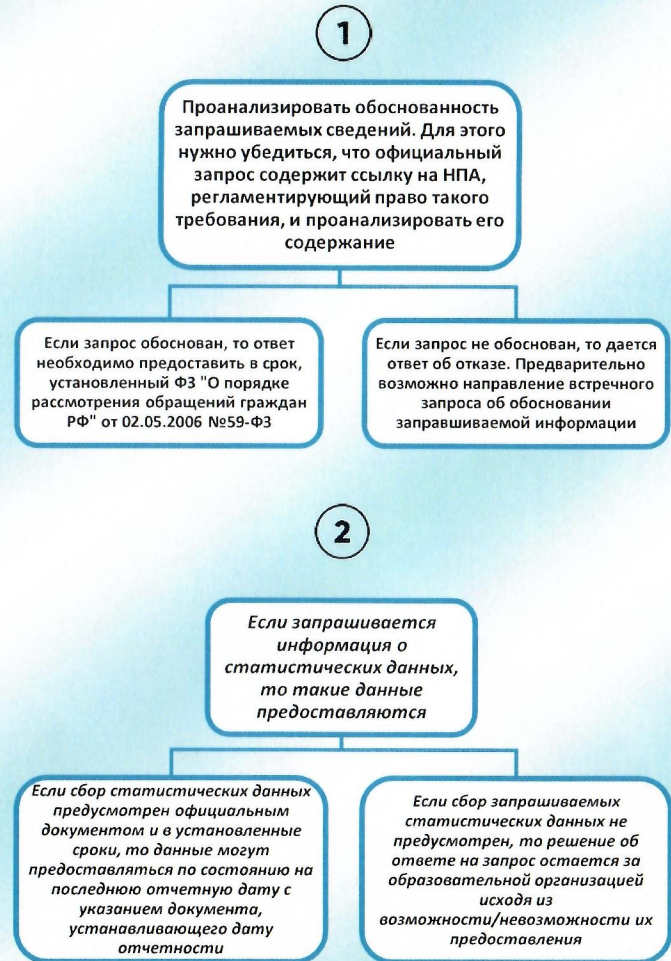 1
Проанализировать обоснованность
запрашиваемых сведений. Для этого
нужно убедиться, что официальный
запрос содержит ссылку на НПА,
регламентирующий право такого
требования, и проанализировать его
содержание
Если запрос обоснован, то ответ
необходимо предоставить в срок,
установленный ФЗ "О порядке
рассмотрения обращений граждан
РФ" от 02.05.2006 №59-ФЗ
Если запрос не обоснован, то дается
ответ об отказе. Предварительно
возможно направление встречного
запроса об обосновании
заправшиваемой информации
2
Если запрашивается
информация о
статистических данных,
то такие данные
предоставляются
Если сбор статистических данных
предусмотрен официальным
документом и в установленные
сроки, то данные могут
предоставляться по состоянию на
последнюю отчетную дату с
указанием документа,
устанавливающего дату
отчетности
Если сбор запрашиваемых
статистических данных не
предусмотрен, то решение об
ответе на запрос остается за
образовательной организацией
исходя из
возможности/невозможности их
предоставления